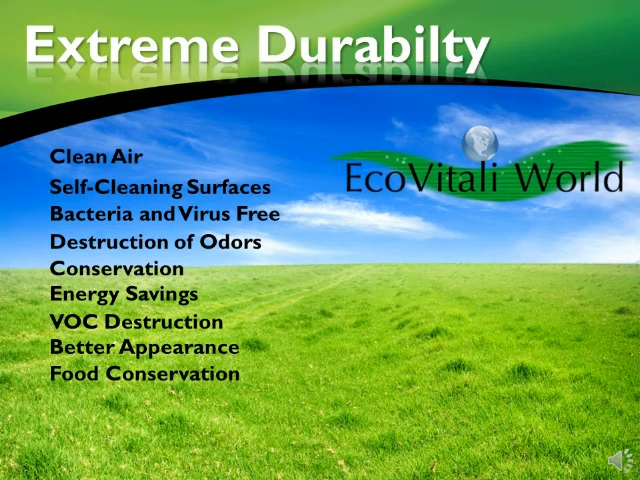 Extreme Durabilty
Clean Air
EcoVitali World
Self-Cleaning Surfaces
Bacteria and Virus Free
Destruction of Odors
Conservation
Energy Savings
VOC Destruction
Better Appearance
Food Conservation